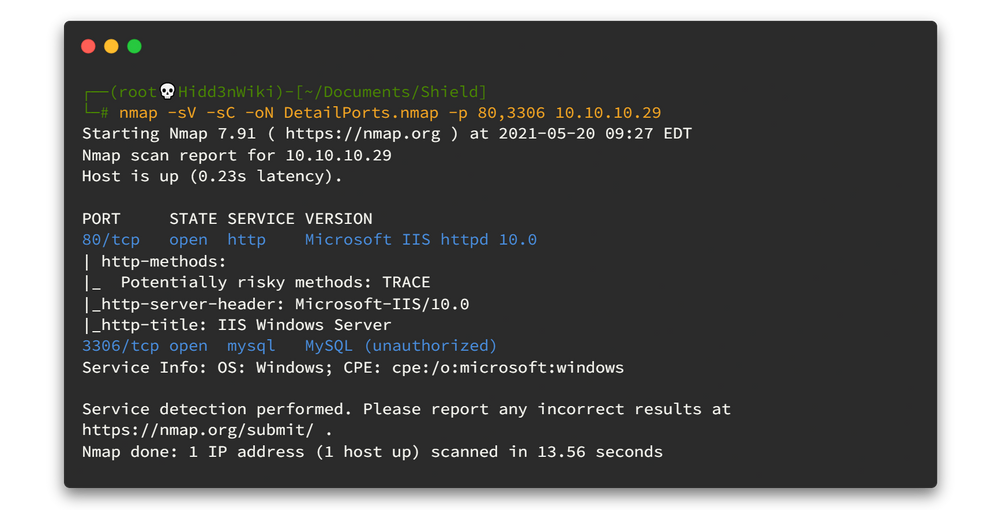 ┌──(root💀Hidd3nWiki)-[~/Documents/Shield]
└─# nmap -sV -sC -oN DetailPorts.nmap -p 80,3306 10.10.10.29
Starting Nmap 7.91 ( https://nmap.org ) at 2021-05-20 09:27 EDT
Nmap scan report for 10.10.10.29
Host is up (0.23s latency).

PORT     STATE SERVICE VERSION
80/tcp   open  http    Microsoft IIS httpd 10.0
| http-methods:
|_  Potentially risky methods: TRACE
|_http-server-header: Microsoft-IIS/10.0
|_http-title: IIS Windows Server
3306/tcp open  mysql   MySQL (unauthorized)
Service Info: OS: Windows; CPE: cpe:/o:microsoft:windows

Service detection performed. Please report any incorrect results at
https://nmap.org/submit/ .
Nmap done: 1 IP address (1 host up) scanned in 13.56 seconds